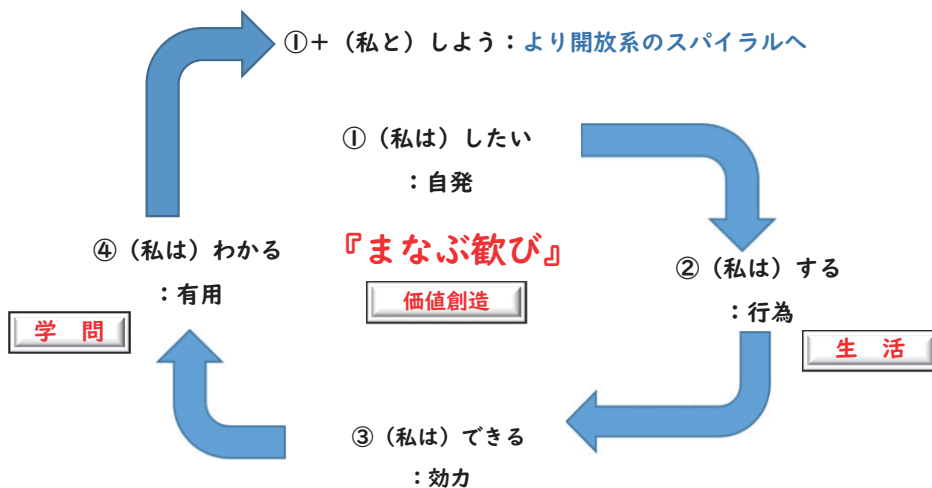 ①+（私と）しよう：より開放系のスパイラルへ
①（私は）したい
：自発
④（私は）わかる
：有用
『まなぶ歓び』
価値創造
②（私は）する
：行為
学 問
生 活
③（私は）できる
：効力